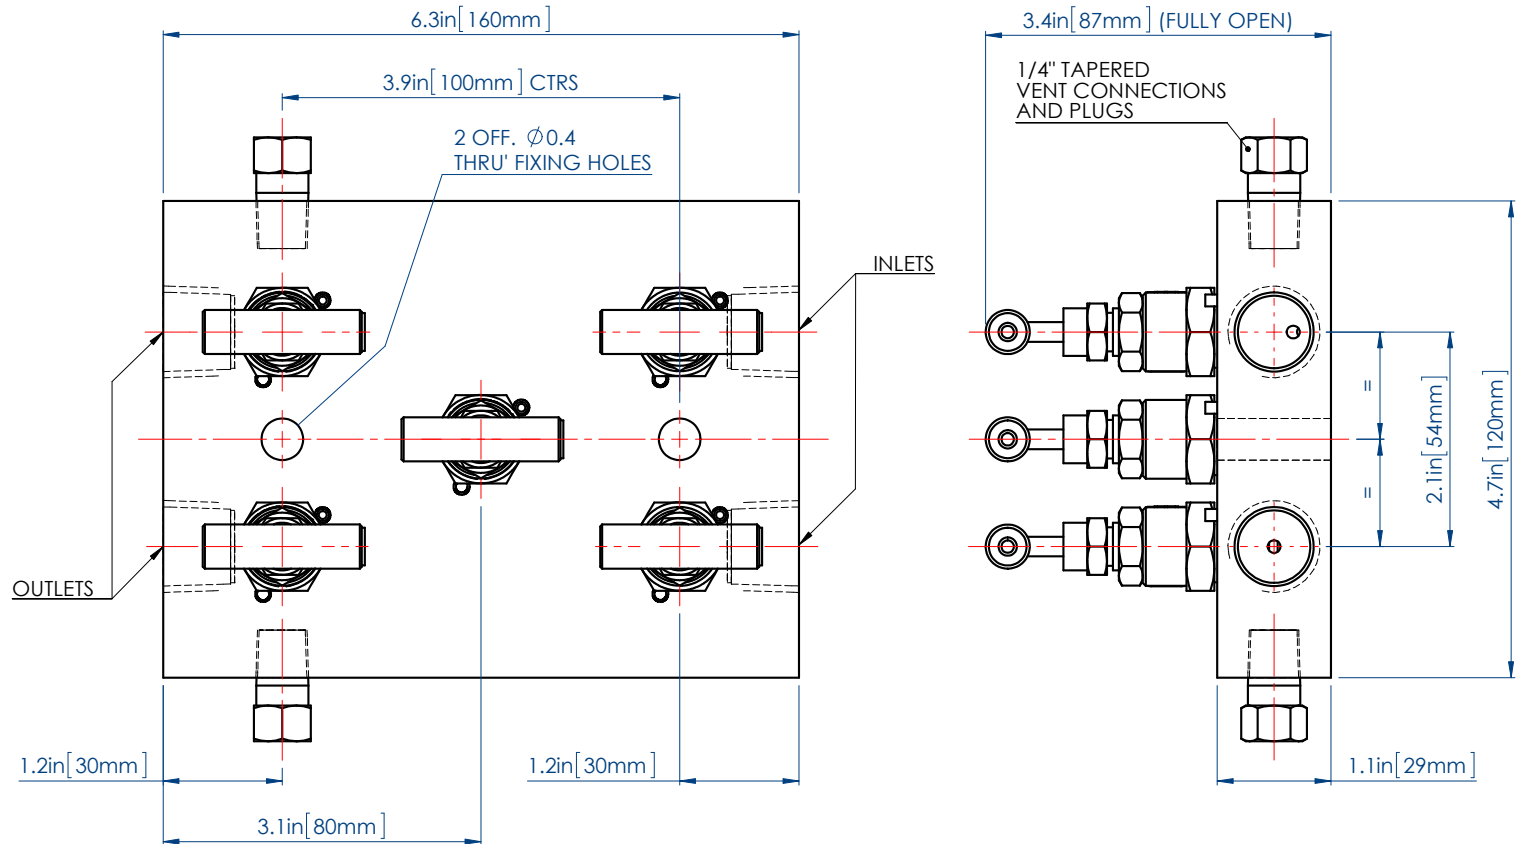 6.3in[160mm]
3.4in[87mm] (FULLY OPEN)
3.9in[100mm] CTRS
1/4" TAPERED
VENT CONNECTIONS
AND PLUGS
2 OFF. Ø0.4
THRU' FIXING HOLES
INLETS
=
=
2.1in[54mm]
4.7in[120mm]
OUTLETS
1.2in[30mm]
1.2in[30mm]
1.1in[29mm]
3.1in[80mm]